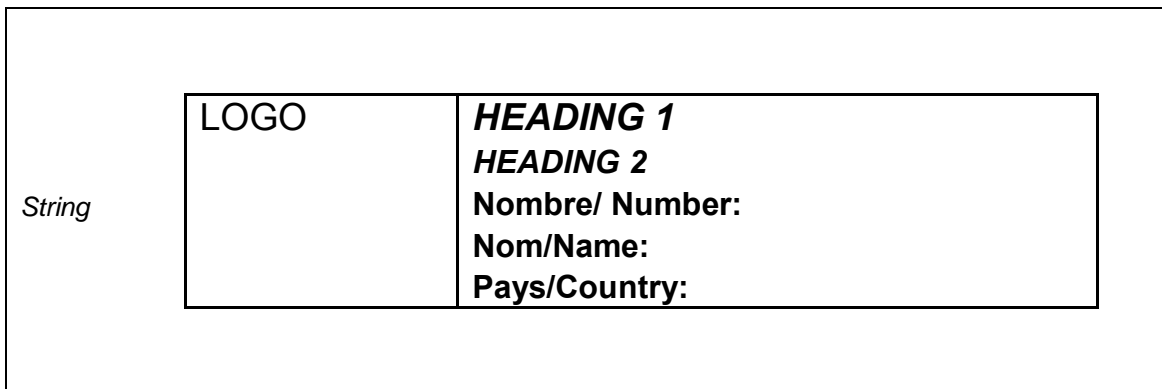 LOGO
HEADING 1
HEADING 2
String
Nombre/ Number:
Nom/Name:
Pays/Country: